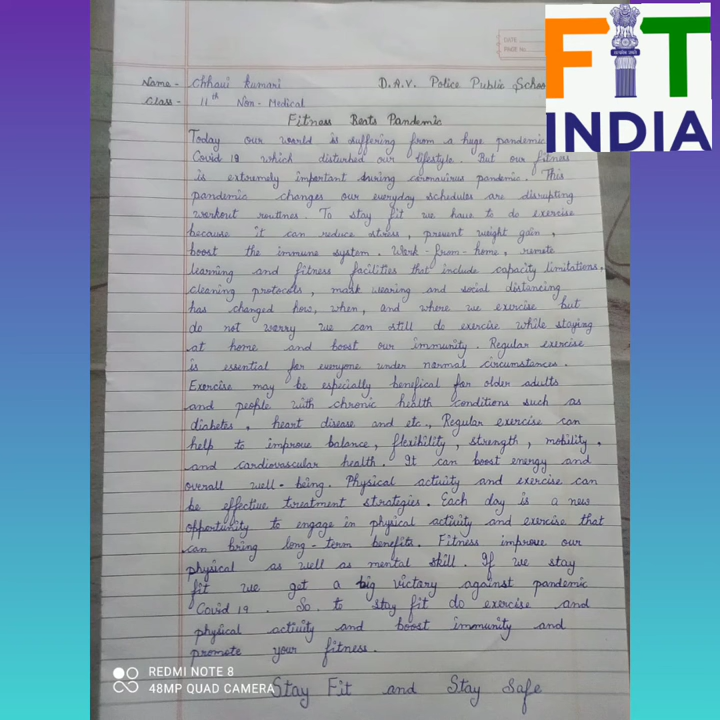 FIT
INDIA
DATE
PAGE No.
Name - Chhavi Kumari D.A.V. Police Public School
Class - 11th Non-Medical
Fitness Beats Pandemic
Today our world is suffering from a huge pandemic
Covid 19 which disturbed our lifestyle. But our fitness
is extremely important during coronavirus pandemic. This
pandemic changes our everyday schedules are disrupting
workout routines. To stay fit we have to do exercise
because it can reduce stress, prevent weight gain,
boost the immune system. Work-from-home, remote
learning and fitness facilities that include capacity limitations,
cleaning protocols, mask wearing and social distancing
has changed how, when, and where we exercise but
do not worry we can still do exercise while staying
at home and boost our immunity. Regular exercise
is essential for everyone under normal circumstances.
Exercise may be especially benefical for older adults
and people with chronic health conditions such as
diabetes, heart disease and etc., Regular exercise can
help to improve balance, flexibility, strength, mobility.
and cardiovascular health. It can boost energy and
overall well-being. Physical activity and exercise can
be effective treatment strategies. Each day is a new
opportunity to engage in physical activity and exercise that
can bring long-term benefits. Fitness improve our
physical as well as mental skill. If we stay
fit we get a big victory against pandemic
Covid 19. So to stay fit do exercise and
physical activity and boost immunity and
promote your fitness.
Stay Fit and Stay Safe
REDMI NOTE 8
48MP QUAD CAMERA